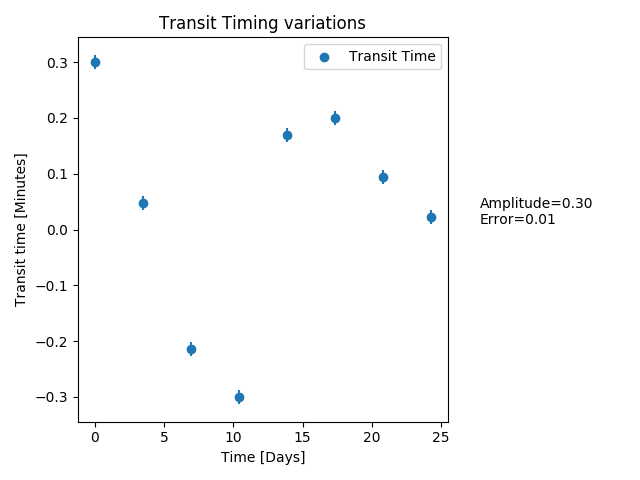 Transit Timing variations
Transit Time
Transit time [Minutes]
0.3
0.2
0.1
0.0
−0.1
−0.2
−0.3
Amplitude=0.30
Error=0.01
0 5 10 15 20 25
Time [Days]